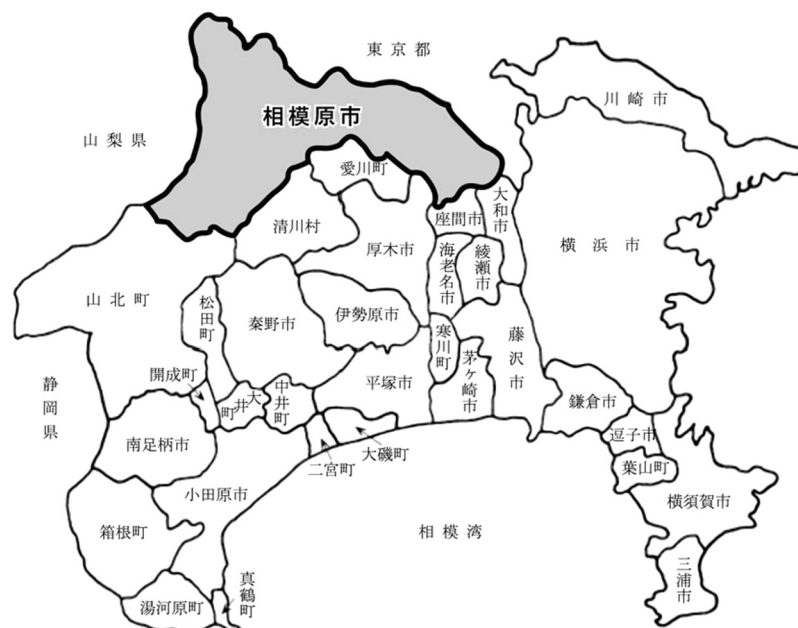 東京都
川崎市
相模原市
山梨県
愛川町
大和市
座間市
清川村
厚木市
海老名市
綾瀬市
横浜市
山北町
松田町
秦野市
伊勢原市
寒川町
藤沢市
茅ヶ崎市
開成町
静岡県
大井町
中井町
平塚市
鎌倉市
逗子市
南足柄市
二宮町
大磯町
葉山町
小田原市
横須賀市
箱根町
相模湾
三浦市
真鶴町
湯河原町